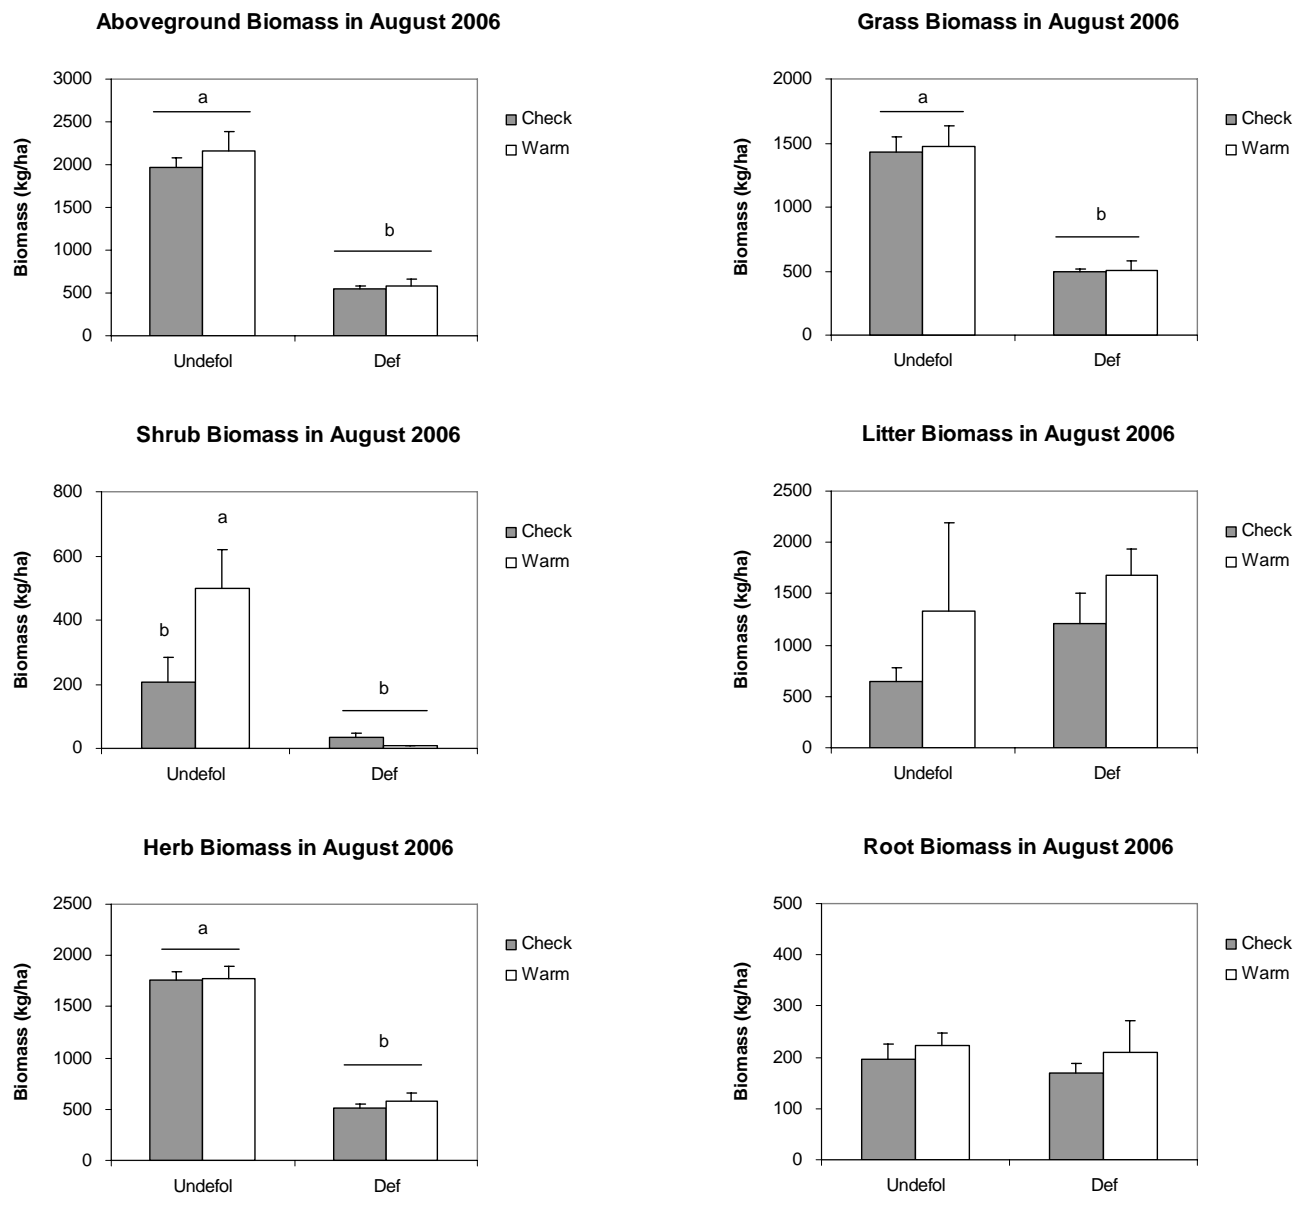 Aboveground Biomass in August 2006
3000
2500
2000
1500
1000
500
0
Biomass (kg/ha)
a
b
Undefol
Def
Check
Warm
Grass Biomass in August 2006
2000
1500
1000
500
0
Biomass (kg/ha)
a
b
Undefol
Def
Check
Warm
Shrub Biomass in August 2006
800
600
400
200
0
Biomass (kg/ha)
b
a
b
Undefol
Def
Check
Warm
Litter Biomass in August 2006
2500
2000
1500
1000
500
0
Biomass (kg/ha)
Undefol
Def
Check
Warm
Herb Biomass in August 2006
2500
2000
1500
1000
500
0
Biomass (kg/ha)
a
b
Undefol
Def
Check
Warm
Root Biomass in August 2006
500
400
300
200
100
0
Biomass (kg/ha)
Undefol
Def
Check
Warm